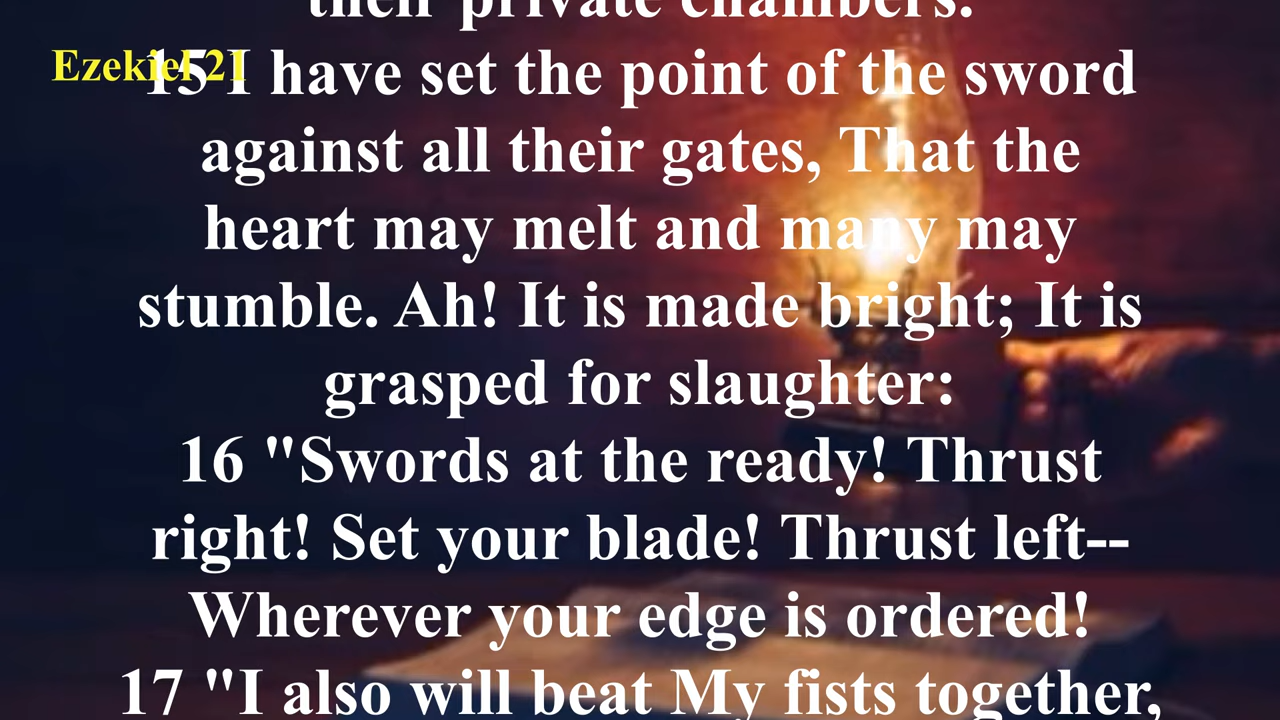 their private chambers.
Ezekiel 21
15 I have set the point of the sword
against all their gates, That the
heart may melt and many may
stumble. Ah! It is made bright; It is
grasped for slaughter:
16 "Swords at the ready! Thrust
right! Set your blade! Thrust left--
Wherever your edge is ordered!
17 "I also will beat My fists together,